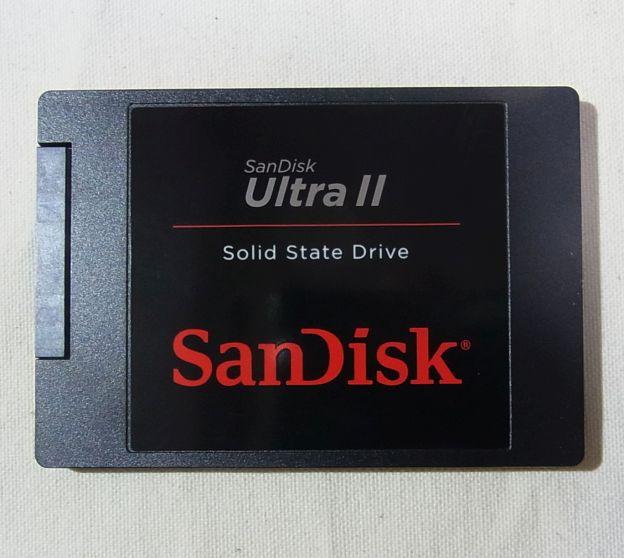 SanDisk
Ultra II
Solid State Drive
SanDisk®